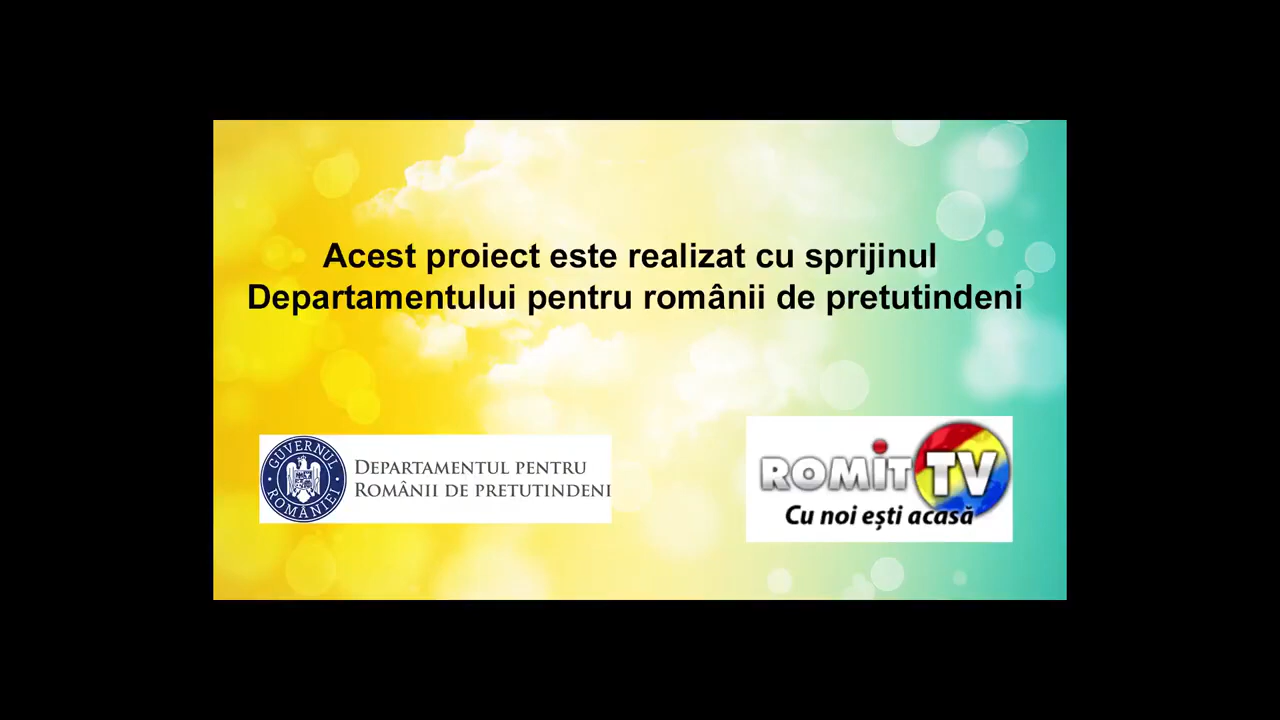 Acest proiect este realizat cu sprijinul
Departamentului pentru românii de pretutindeni
GUVERNUL ROMÂNIEI
DEPARTAMENTUL PENTRU
ROMÂNII DE PRETUTINDENI
ROMiT TV
Cu noi ești acasă